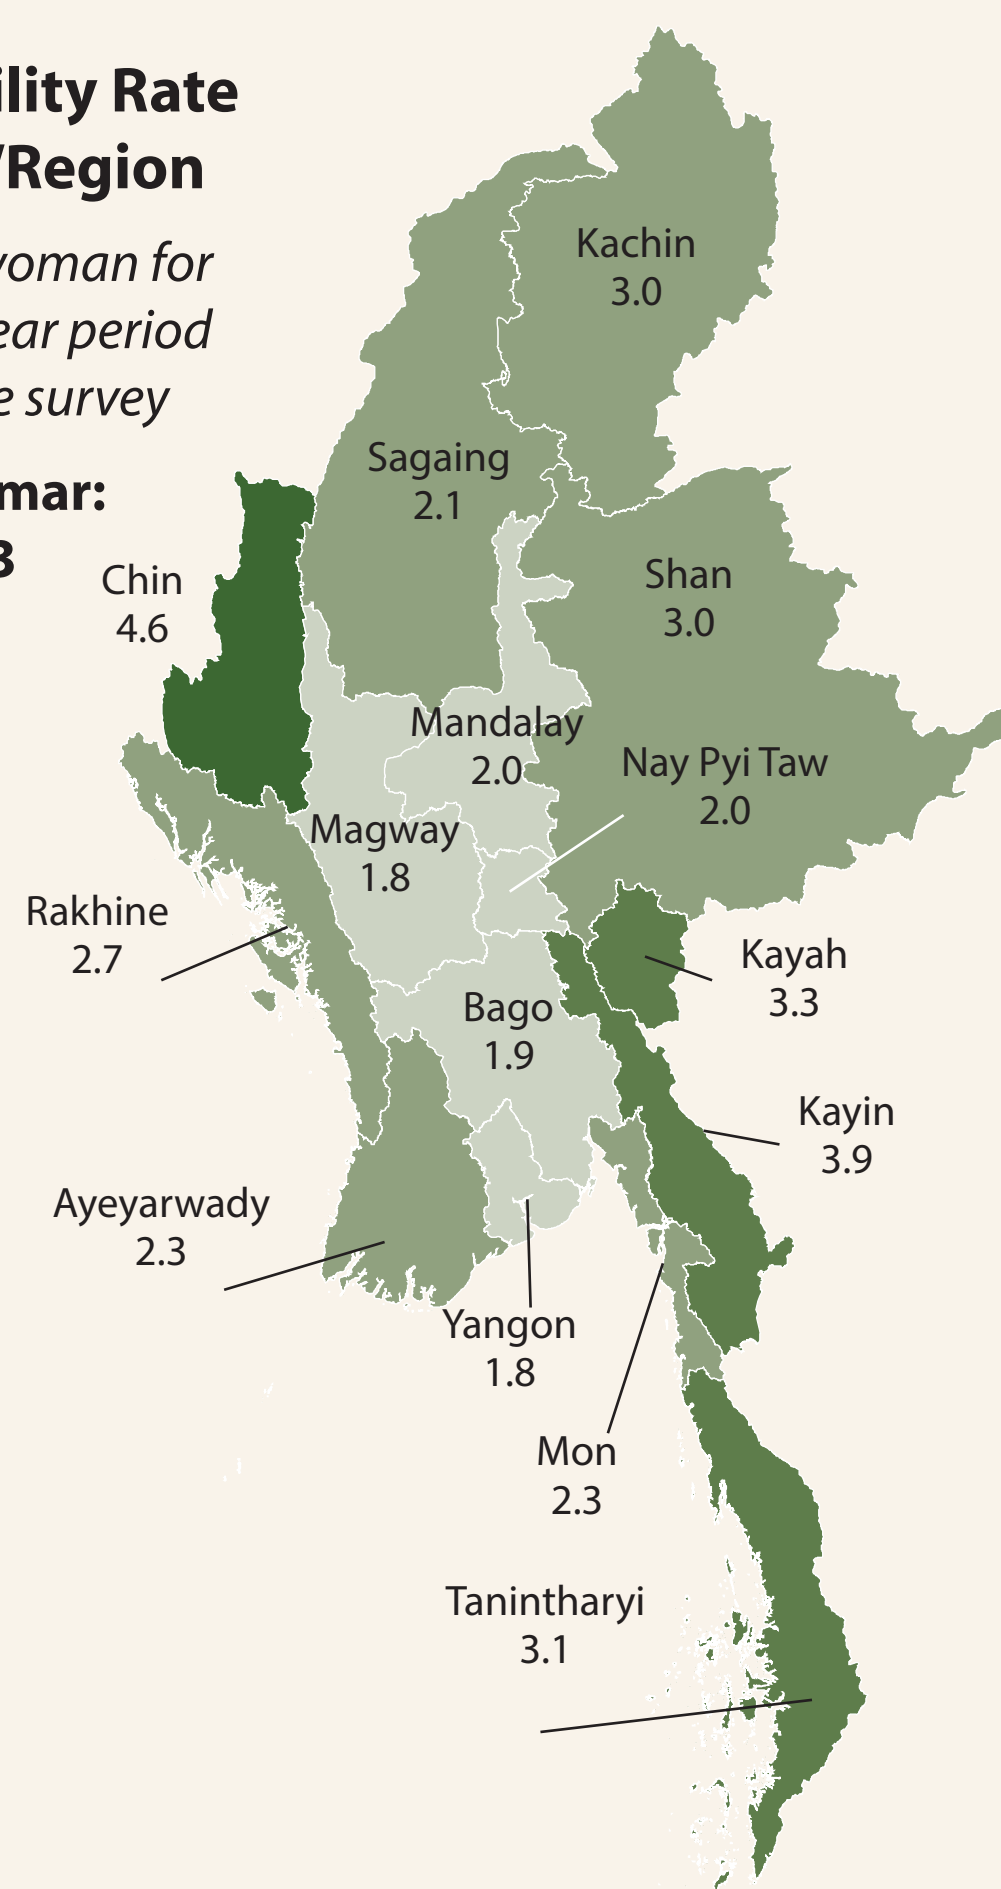 ility Rate
/Region
woman for
ear period
e survey
mar:
3
Kachin
3.0
Sagaing
2.1
Chin
4.6
Shan
3.0
Mandalay
2.0
Nay Pyi Taw
2.0
Magway
1.8
Rakhine
2.7
Kayah
3.3
Bago
1.9
Kayin
3.9
Ayeyarwady
2.3
Yangon
1.8
Mon
2.3
Tanintharyi
3.1